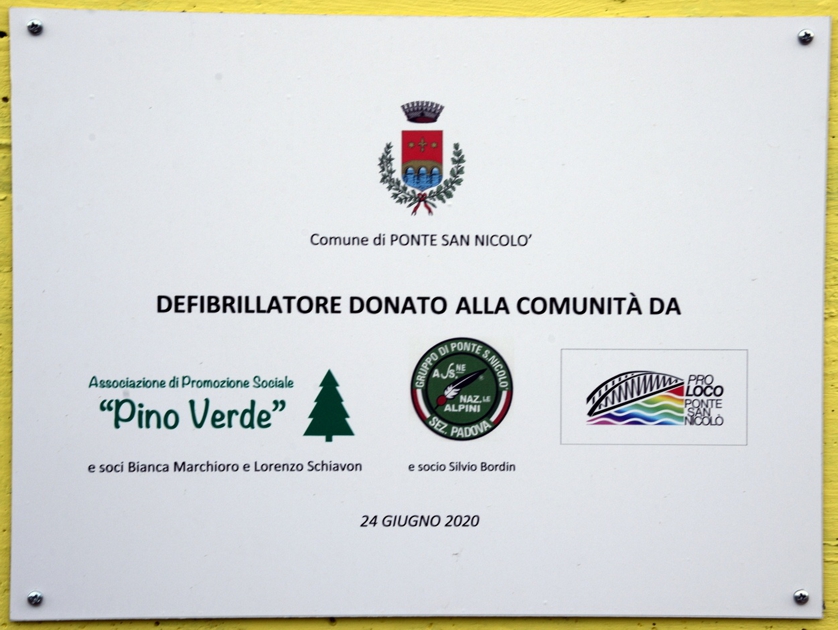 Comune di PONTE SAN NICOLO'
DEFIBRILLATORE DONATO ALLA COMUNITÀ DA
Associazione di Promozione Sociale
"Pino Verde"
e soci Bianca Marchioro e Lorenzo Schiavon
GRUPPO DI PONTE S. NICOLO'
ASS.NE
NAZ.LE
ALPINI
SEZ. PADOVA
e socio Silvio Bordin
PRO
LOCO
PONTE
SAN
NICOLÒ
24 GIUGNO 2020